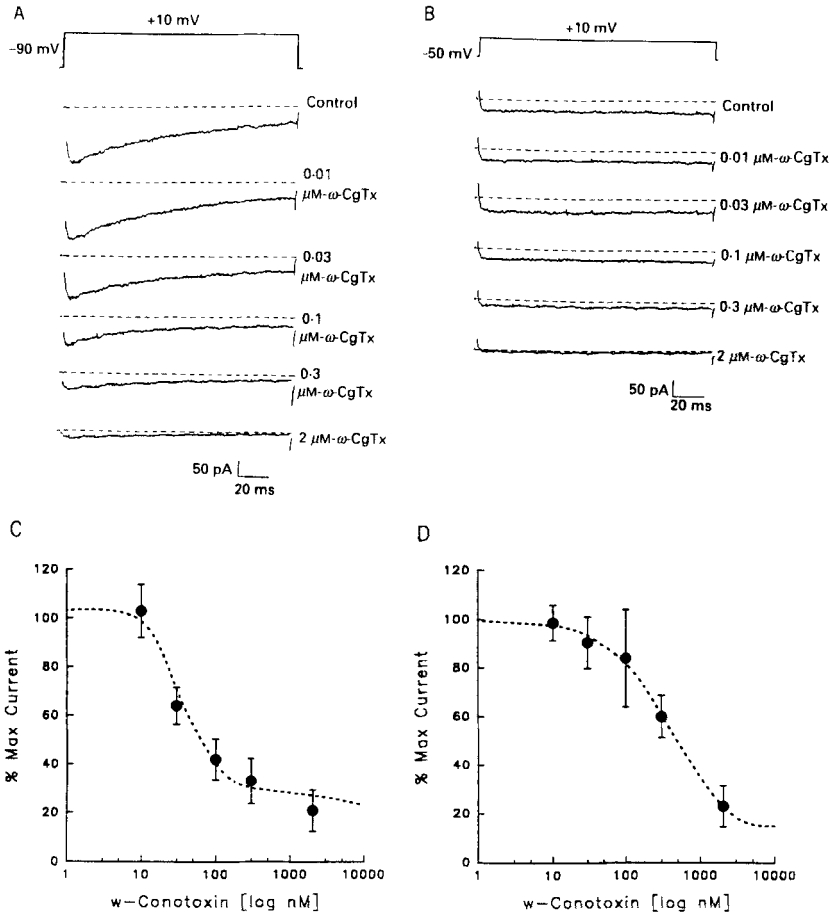 A
+10 mV
−90 mV
Control
0·01
μM-ω-CgTx
0·03
μM-ω-CgTx
0·1
μM-ω-CgTx
0·3
μM-ω-CgTx
2 μM-ω-CgTx
50 pA
20 ms
B
+10 mV
−50 mV
Control
0·01 μM-ω-CgTx
0·03 μM-ω-CgTx
0·1 μM-ω-CgTx
0·3 μM-ω-CgTx
2 μM-ω-CgTx
50 pA
20 ms
C
% Max Current
120
100
80
60
40
20
0
1
10
100
1000
10000
w-Conotoxin [log nM]
D
% Max Current
120
100
80
60
40
20
0
1
10
100
1000
10000
w-Conotoxin [log nM]